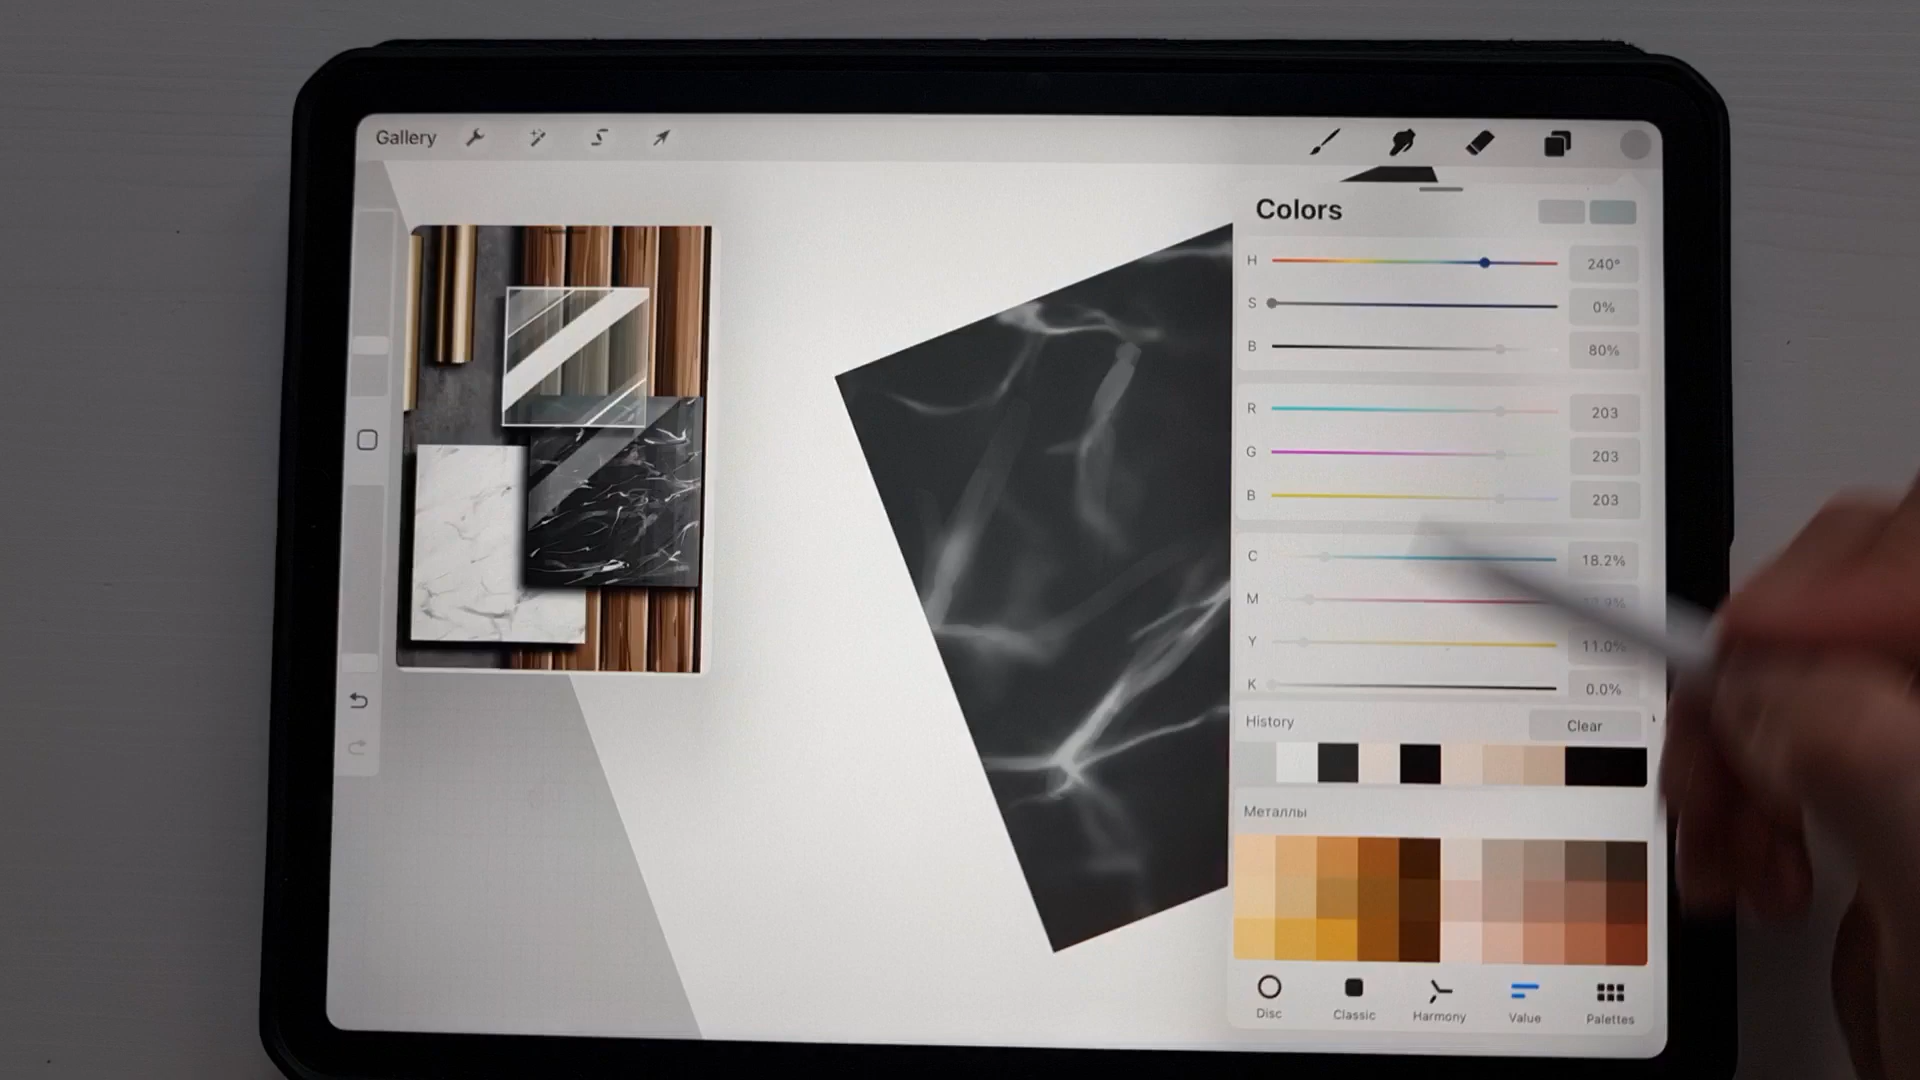 Gallery
Colors
H 240°
S 0%
B 80%
R 203
G 203
B 203
C 18.2%
M
Y 11.0%
K 0.0%
History Clear
Металлы
Disc Classic Harmony Value Palettes